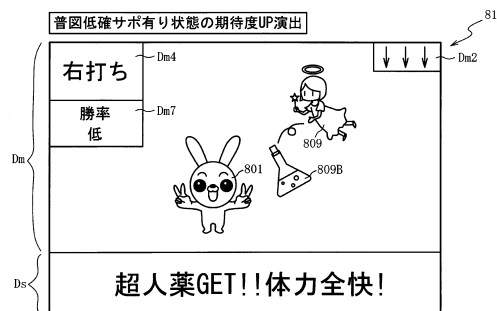 普図低確サポ有り状態の期待度UP演出
81
右打ち
Dm4
Dm2
勝率
低
Dm7
809
Dm
801
809B
Ds
超人薬GET!!体力全快!